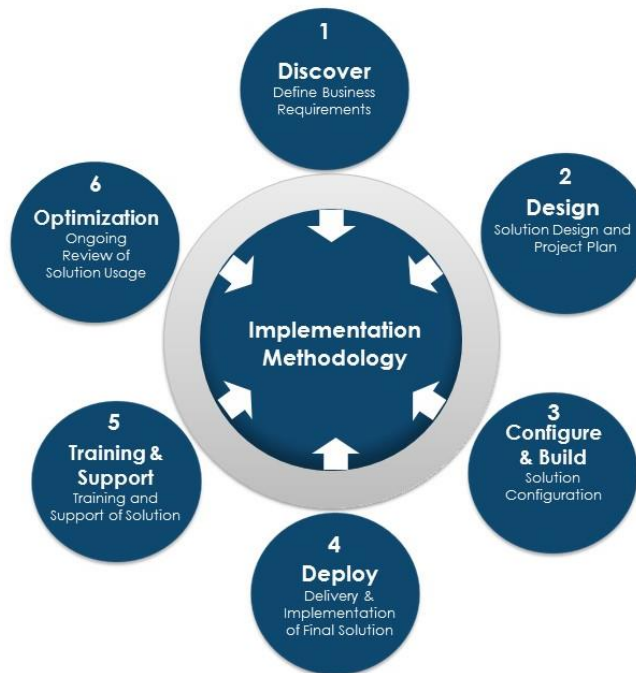 1
Discover
Define Business
Requirements
2
Design
Solution Design and
Project Plan
3
Configure
& Build
Solution
Configuration
4
Deploy
Delivery &
Implementation
of Final Solution
5
Training &
Support
Training and
Support of Solution
6
Optimization
Ongoing
Review of
Solution Usage
Implementation
Methodology